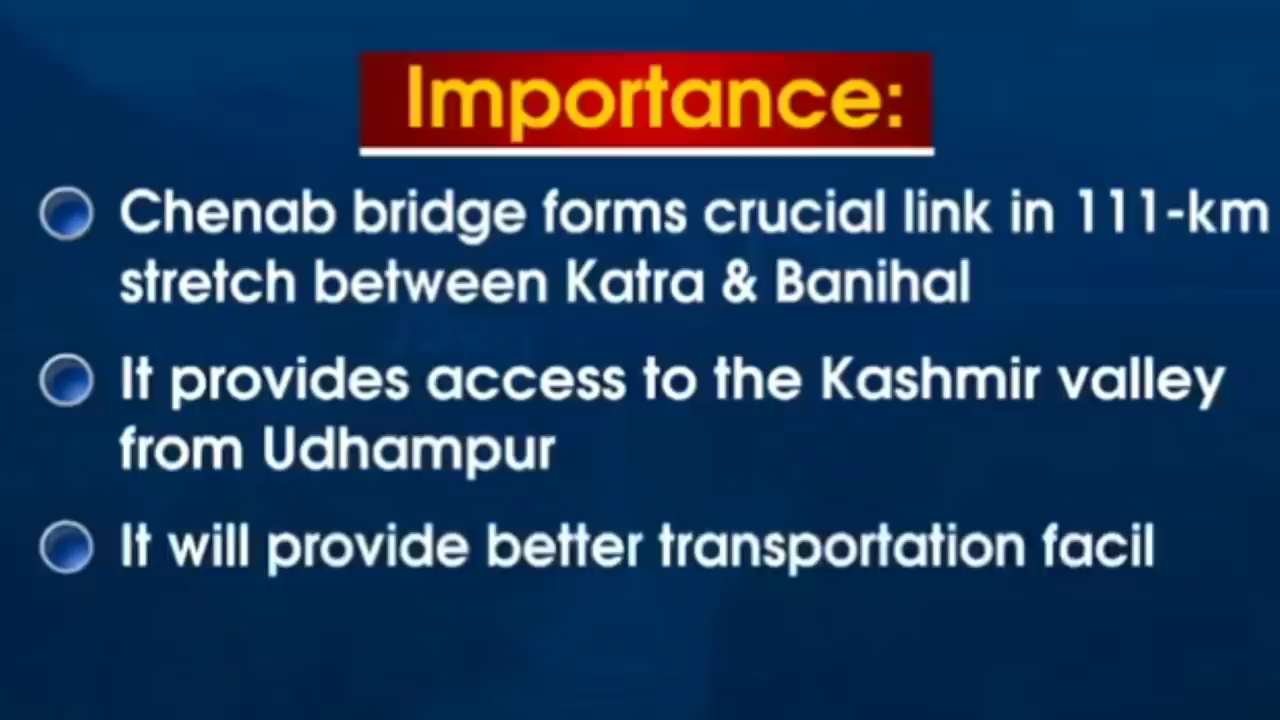 Importance:
Chenab bridge forms crucial link in 111-km
stretch between Katra & Banihal
It provides access to the Kashmir valley
from Udhampur
It will provide better transportation facil